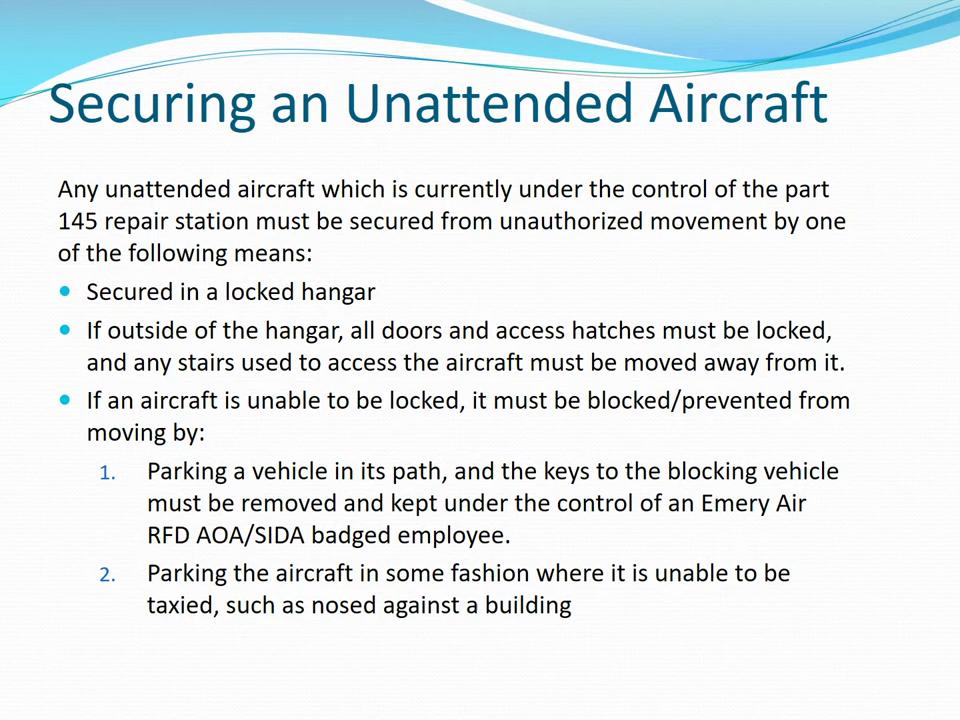 Securing an Unattended Aircraft
Any unattended aircraft which is currently under the control of the part
145 repair station must be secured from unauthorized movement by one
of the following means:
• Secured in a locked hangar
• If outside of the hangar, all doors and access hatches must be locked,
and any stairs used to access the aircraft must be moved away from it.
• If an aircraft is unable to be locked, it must be blocked/prevented from
moving by:
1. Parking a vehicle in its path, and the keys to the blocking vehicle
must be removed and kept under the control of an Emery Air
RFD AOA/SIDA badged employee.
2. Parking the aircraft in some fashion where it is unable to be
taxied, such as nosed against a building